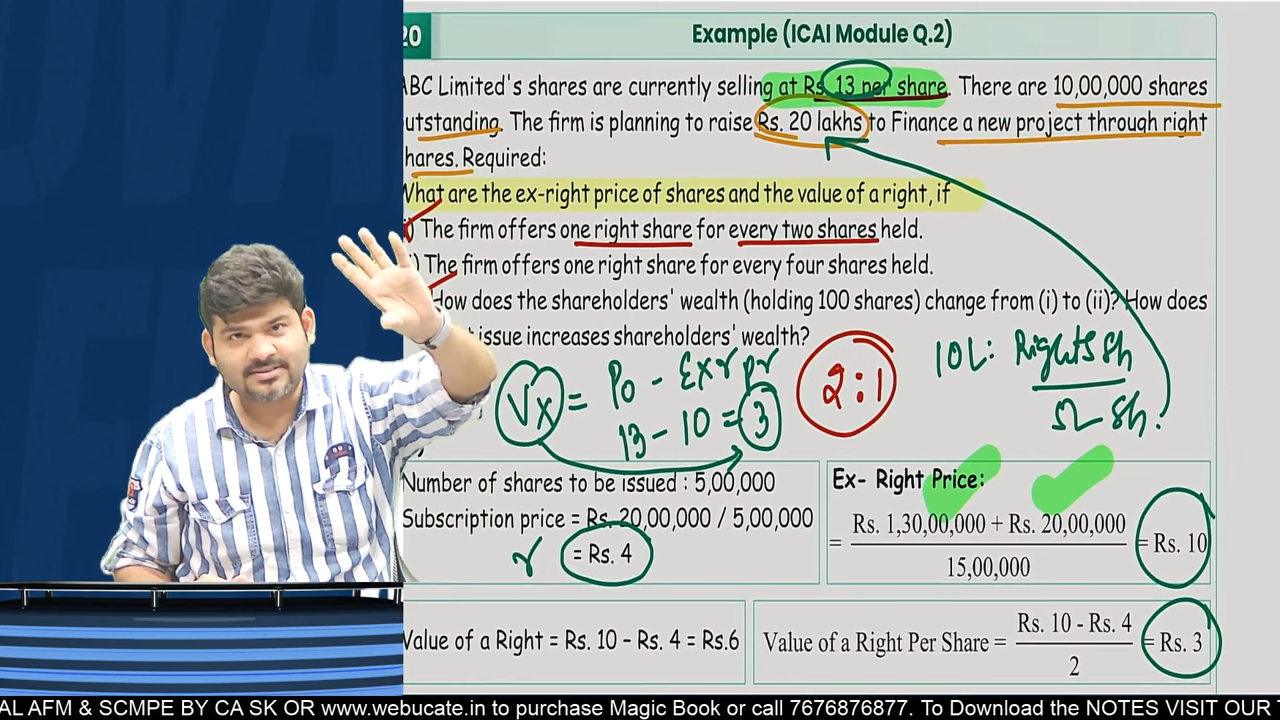 20
Example (ICAI Module Q.2)
ABC Limited's shares are currently selling at Rs. 13 per share. There are 10,00,000 shares
utstanding. The firm is planning to raise Rs. 20 lakhs to Finance a new project through right
hares. Required:
What are the ex-right price of shares and the value of a right, if
i) The firm offers one right share for every two shares held.
i) The firm offers one right share for every four shares held.
How does the shareholders' wealth (holding 100 shares) change from (i) to (ii)? How does
t issue increases shareholders' wealth?
Vx = P0 - Exr pr
13 - 10 = 3
2:1
10L: Rights sh
sh.
Number of shares to be issued : 5,00,000
Subscription price = Rs. 20,00,000 / 5,00,000
r = Rs. 4
Ex- Right Price:
= Rs. 1,30,00,000 + Rs. 20,00,000 / 15,00,000 = Rs. 10
Value of a Right = Rs. 10 – Rs. 4 = Rs.6
Value of a Right Per Share = Rs. 10 - Rs. 4 / 2 = Rs. 3
AL AFM & SCMPE BY CA SK OR www.webucate.in to purchase Magic Book or call 7676876877. To Download the NOTES VISIT OUR